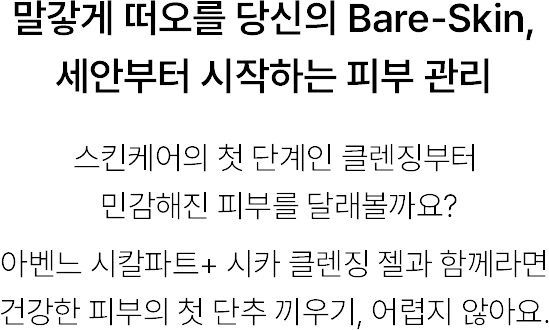 말갛게 떠오를 당신의 Bare-Skin,
세안부터 시작하는 피부 관리
스킨케어의 첫 단계인 클렌징부터
민감해진 피부를 달래볼까요?
아벤느 시칼파트+ 시카 클렌징 젤과 함께라면
건강한 피부의 첫 단추 끼우기, 어렵지 않아요.